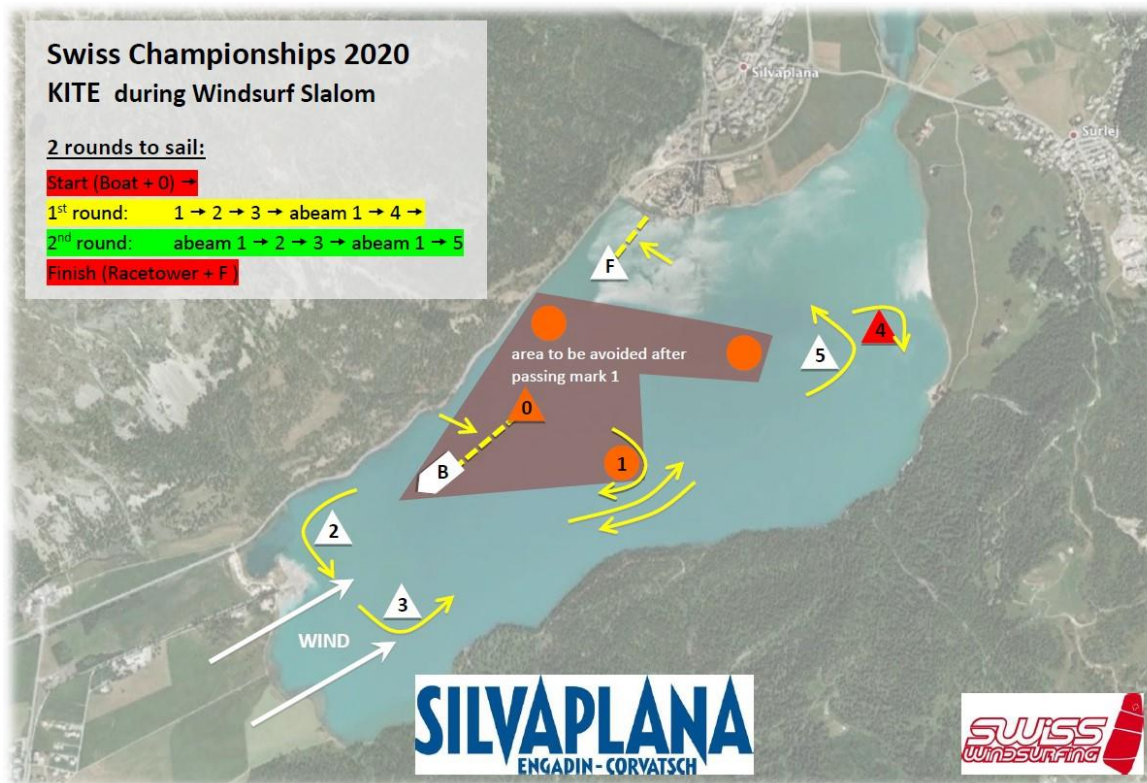 Swiss Championships 2020
KITE during Windsurf Slalom
2 rounds to sail:
Start (Boat + 0) →
1st round: 1 → 2 → 3 → abeam 1 → 4 →
2nd round: abeam 1 → 2 → 3 → abeam 1 → 5
Finish (Racetower + F )
Silvaplana
Surlej
F
4
5
area to be avoided after
passing mark 1
0
B
1
2
3
WIND
SILVAPLANA
ENGADIN-CORVATSCH
SWISS
WINDSURFING